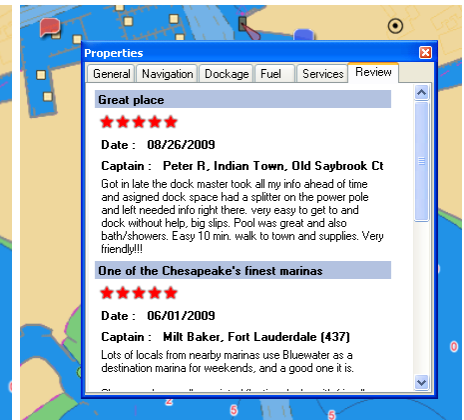 Properties
General Navigation Dockage Fuel Services Review
Great place
Date : 08/26/2009
Captain : Peter R, Indian Town, Old Saybrook Ct
Got in late the dock master took all my info ahead of time
and asigned dock space had a splitter on the power pole
and left needed info right there. very easy to get to and
dock without help, big slips. Pool was great and also
bath/showers. Easy 10 min. walk to town and supplies. Very
friendly!!!
One of the Chesapeake's finest marinas
Date : 06/01/2009
Captain : Milt Baker, Fort Lauderdale (437)
Lots of locals from nearby marinas use Bluewater as a
destination marina for weekends, and a good one it is.
0
2
5
5